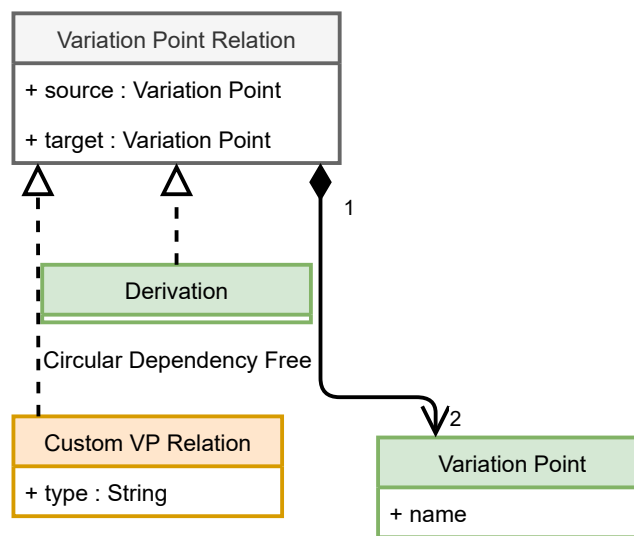 Variation Point Relation
+ source : Variation Point
+ target : Variation Point
1
Derivation
Circular Dependency Free
2
Custom VP Relation
+ type : String
Variation Point
+ name